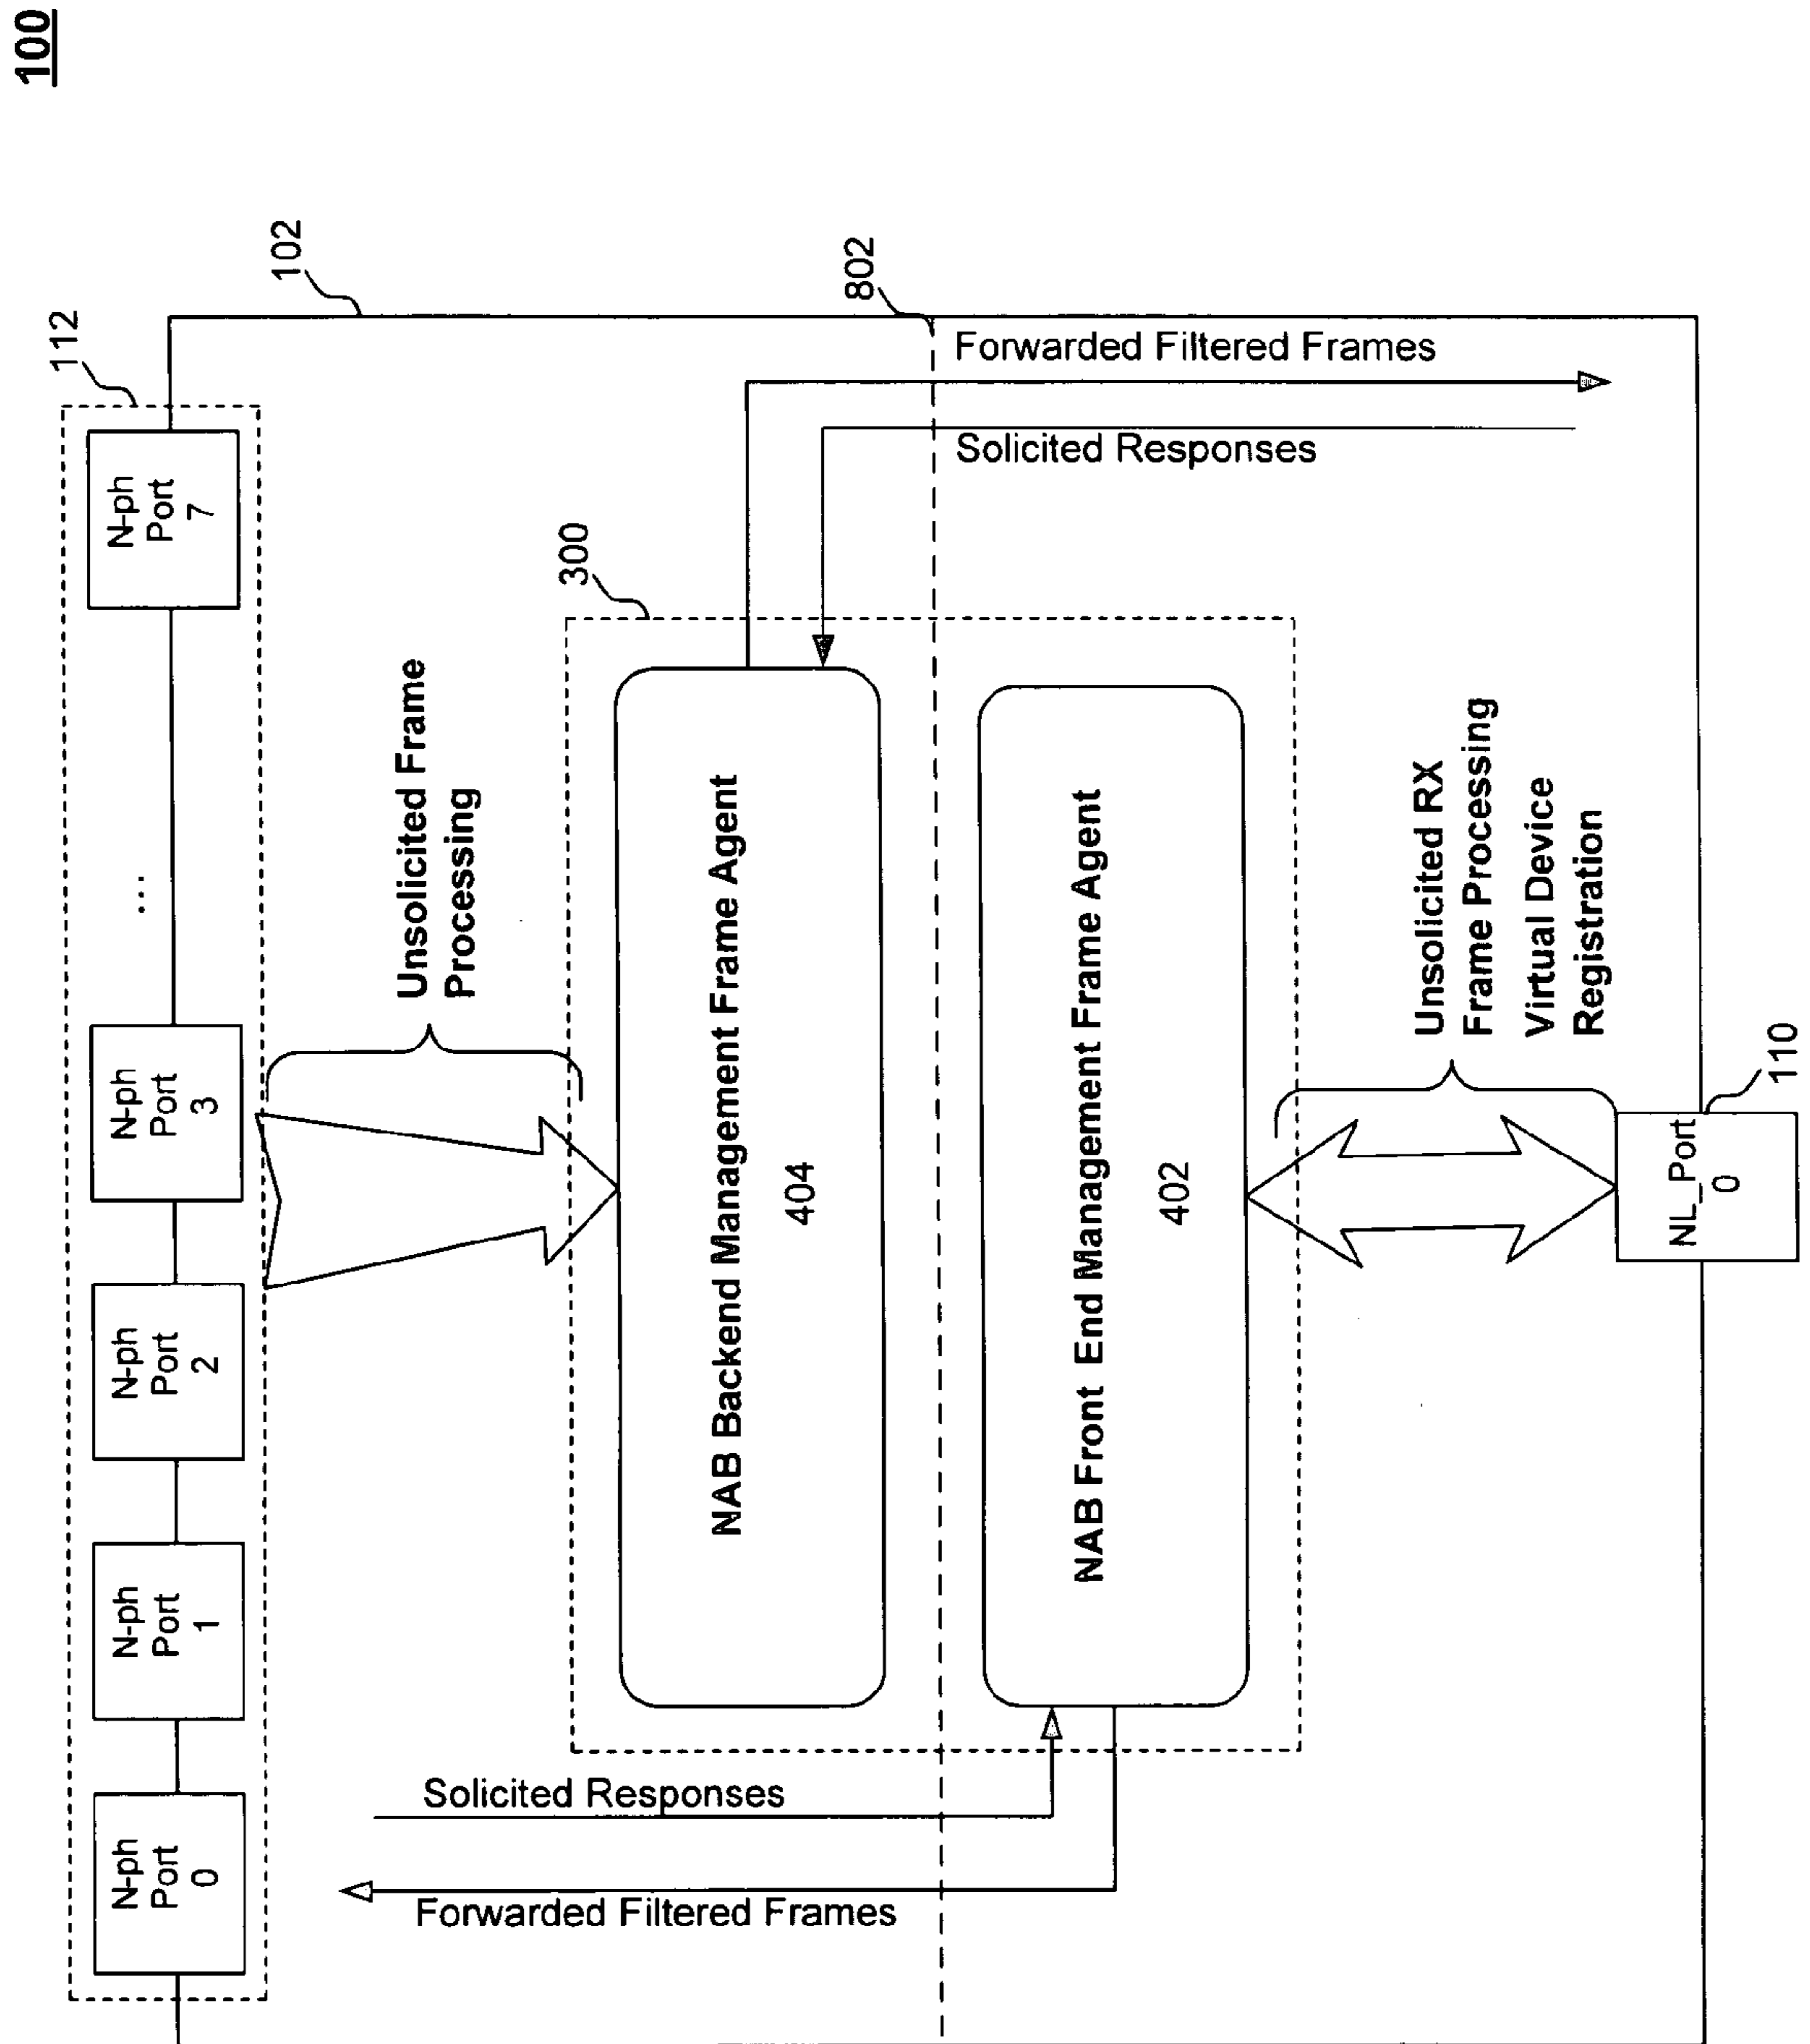 100
112
102
802
300
N-ph
Port
0
N-ph
Port
1
N-ph
Port
2
N-ph
Port
3
...
N-ph
Port
7
Unsolicited Frame
Processing
Solicited Responses
Forwarded Filtered Frames
NAB Backend Management Frame Agent
404
NAB Front End Management Frame Agent
402
Forwarded Filtered Frames
Solicited Responses
Unsolicited RX
Frame Processing
Virtual Device
Registration
NL_Port
0
110